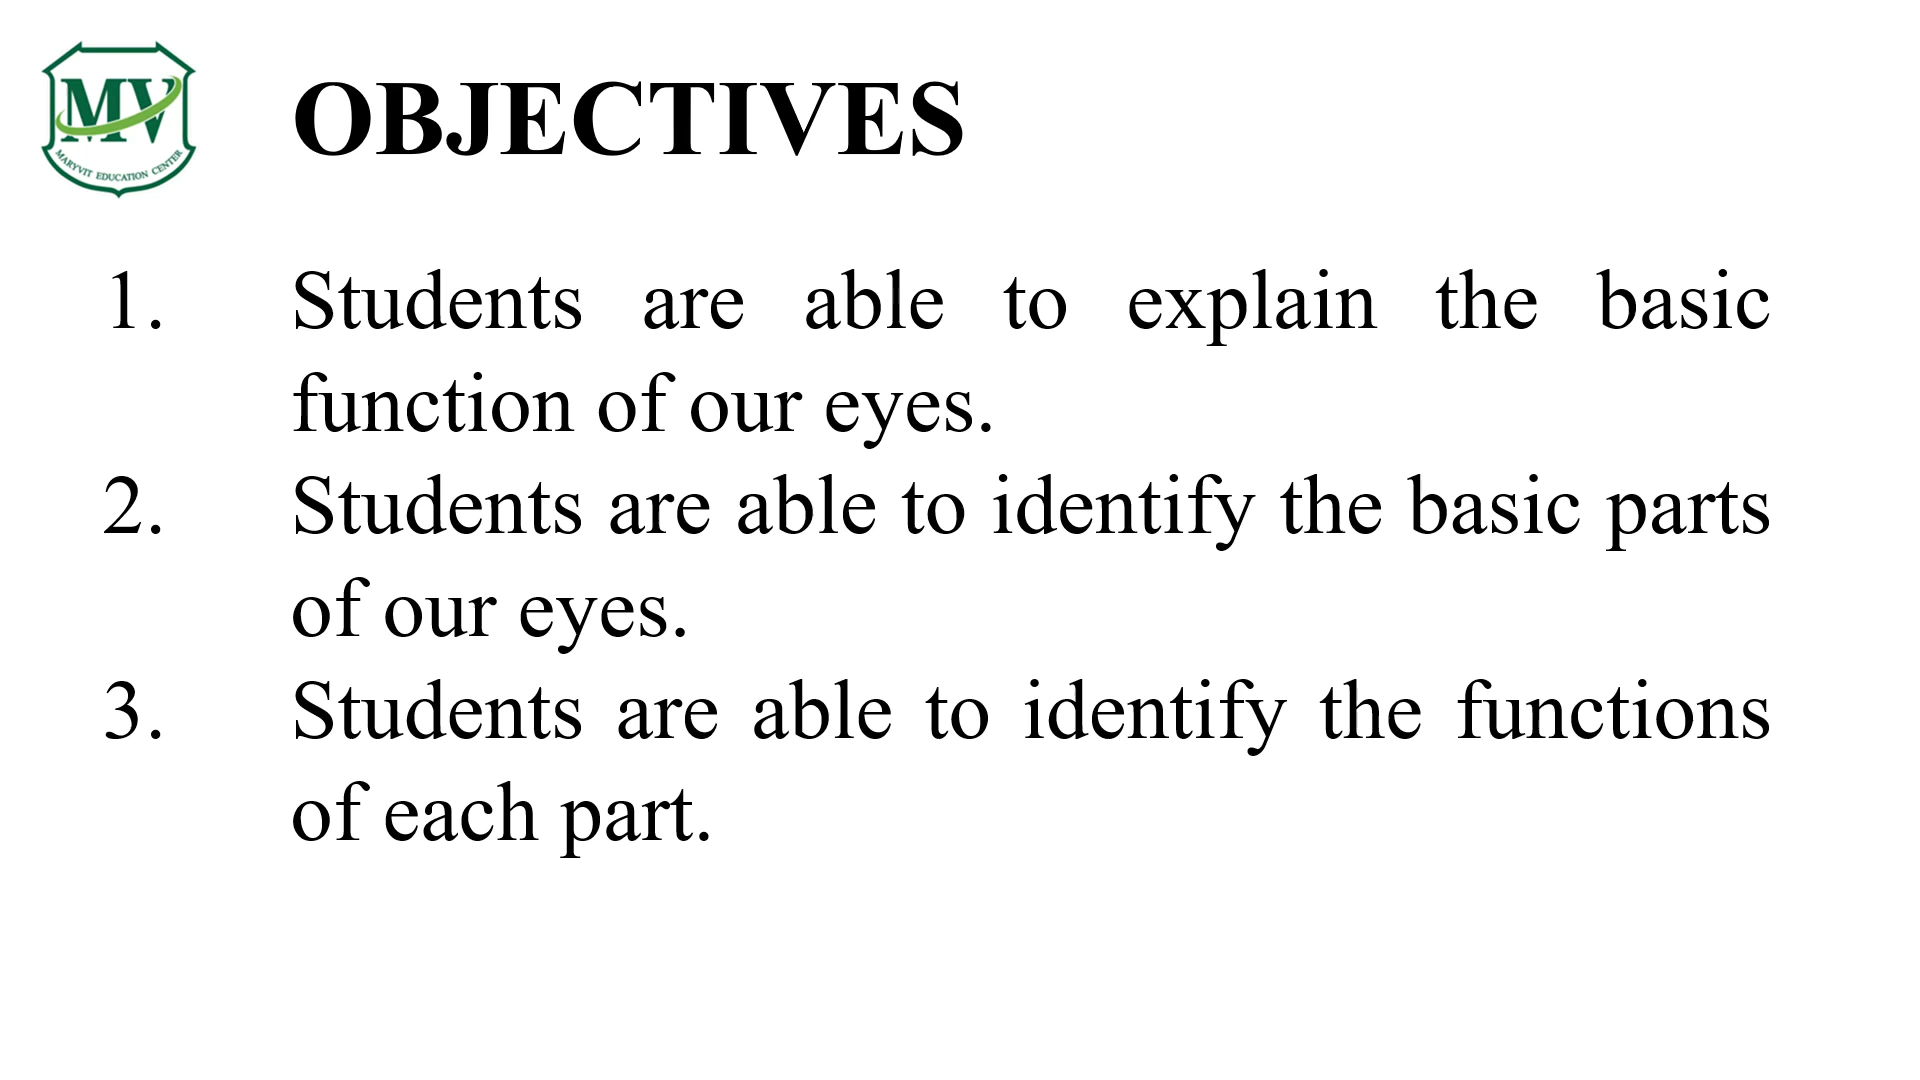 MV
MARYVIT EDUCATION CENTER
OBJECTIVES
1. Students are able to explain the basic
function of our eyes.
2. Students are able to identify the basic parts
of our eyes.
3. Students are able to identify the functions
of each part.